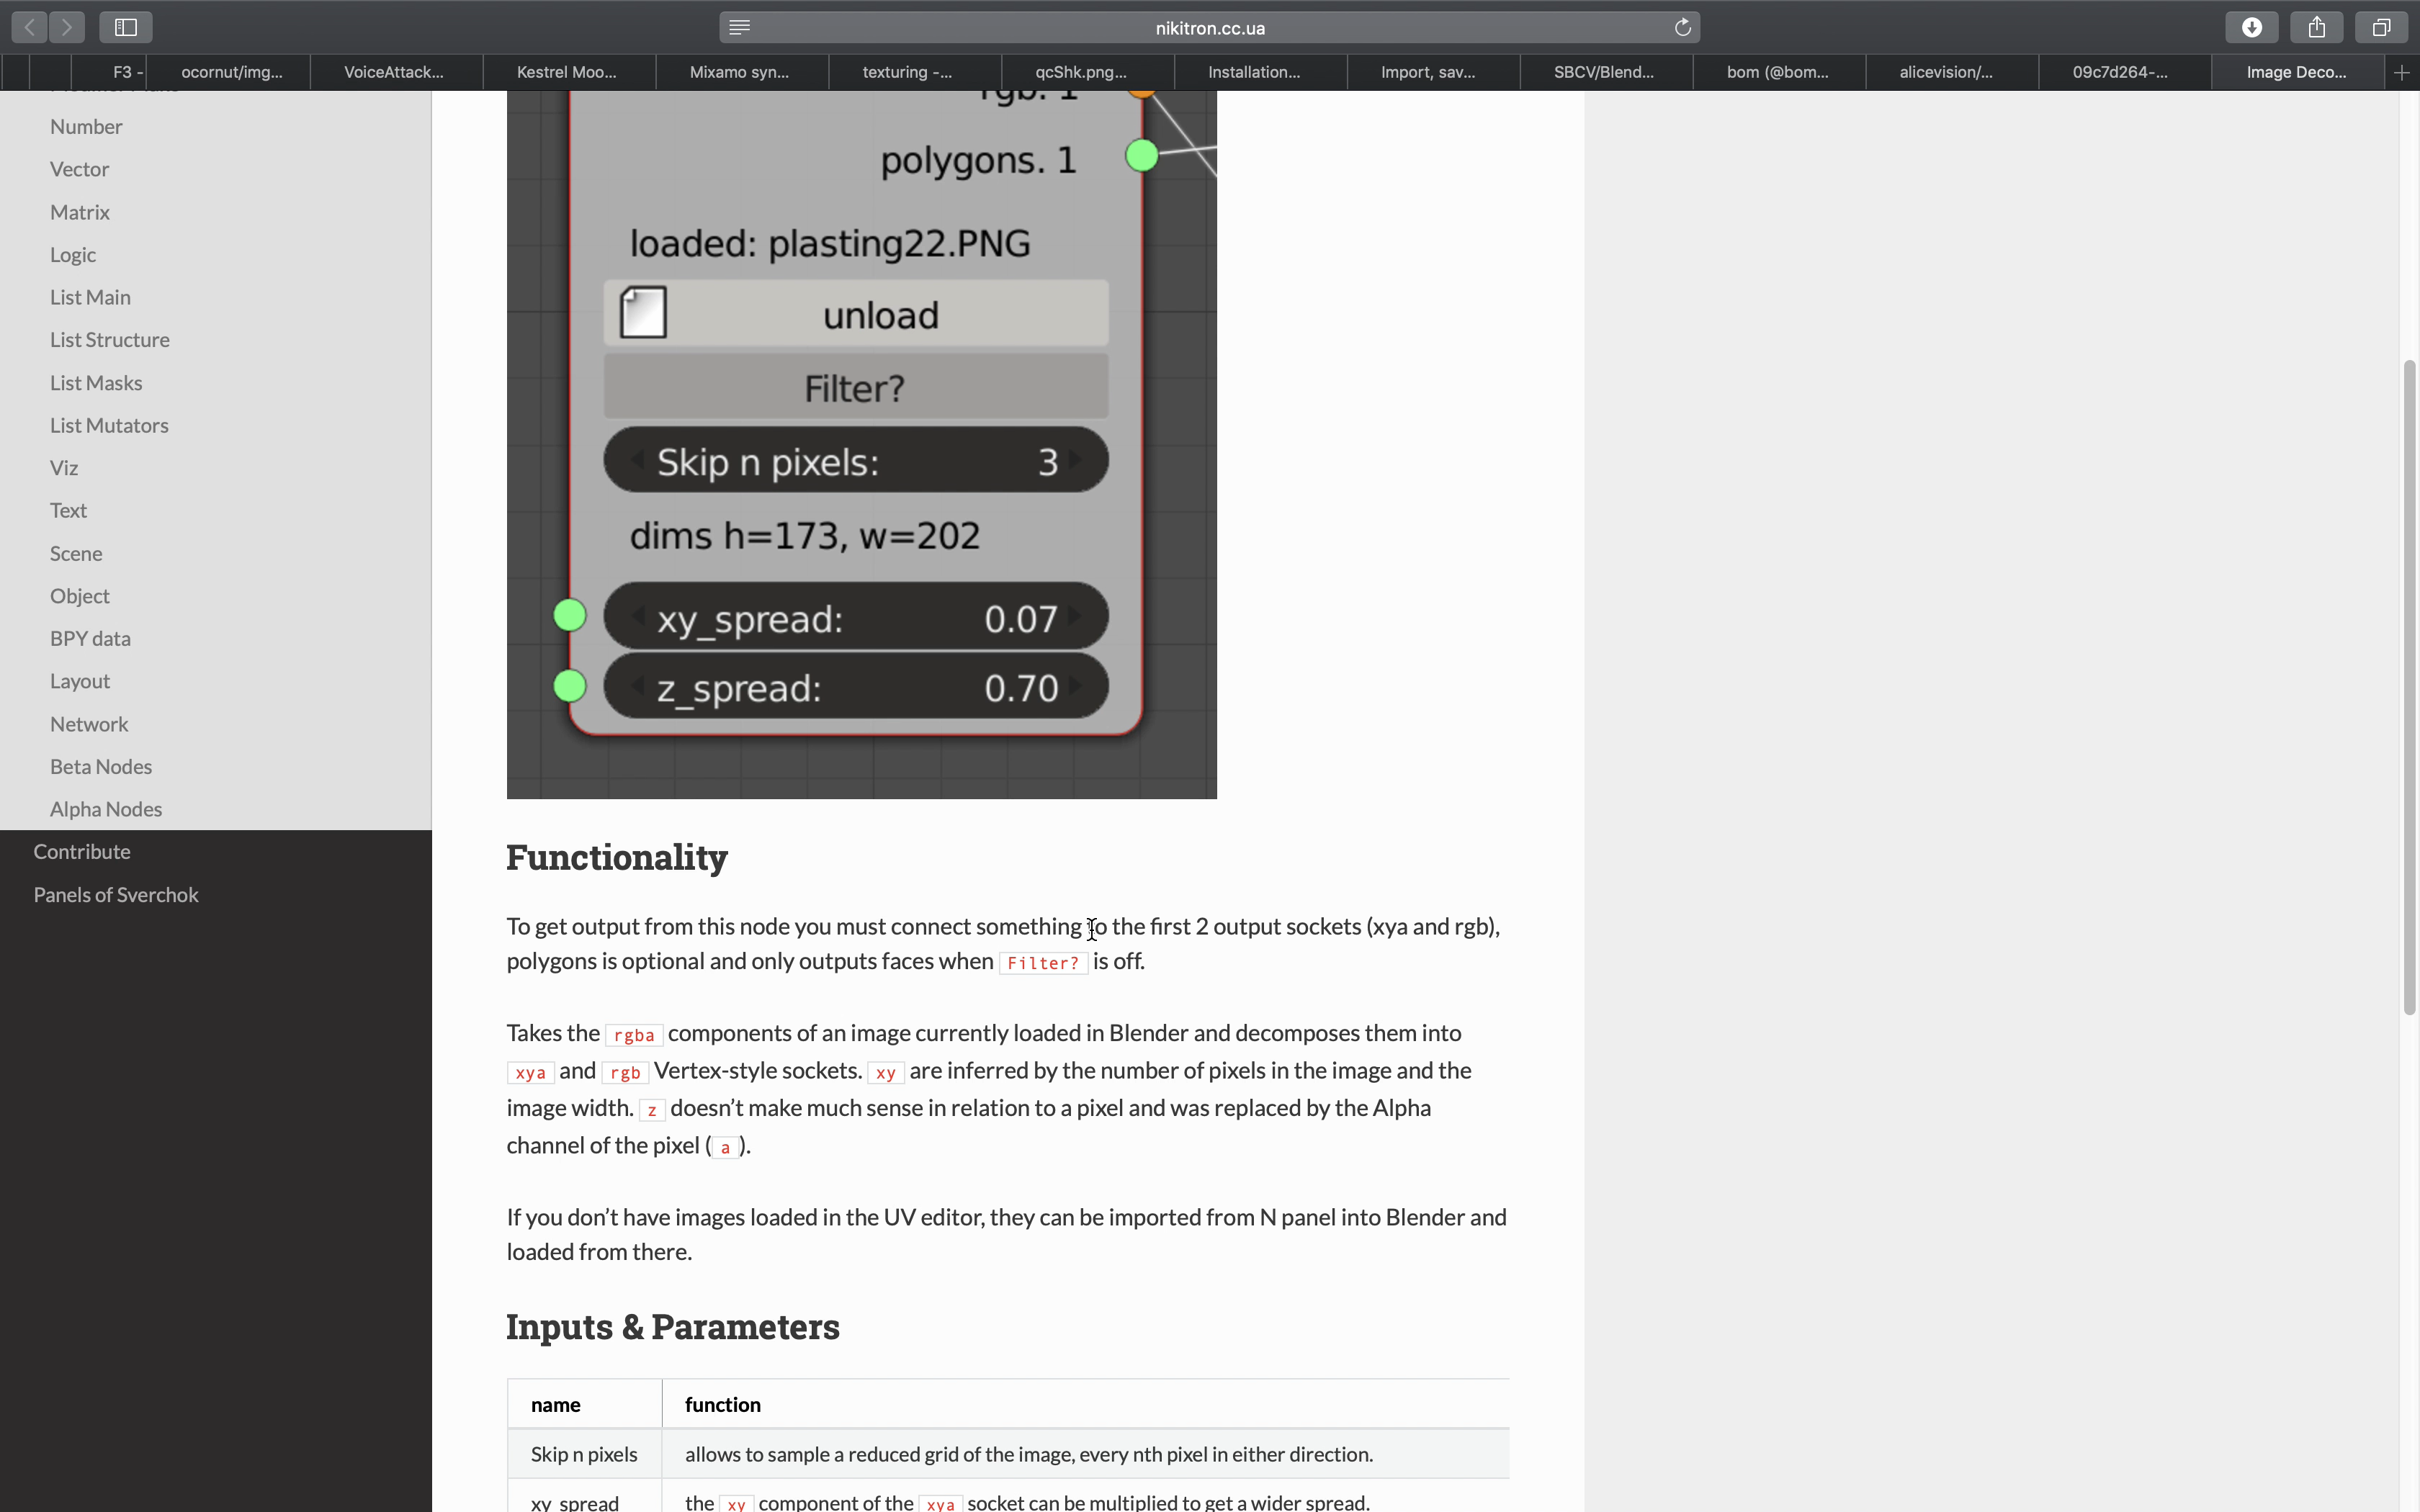 nikitron.cc.ua
F3 -
ocornut/img...
VoiceAttack...
Kestrel Moo...
Mixamo syn...
texturing -...
qcShk.png...
Installation...
Import, sav...
SBCV/Blend...
bom (@bom...
alicevision/...
09c7d264-...
Image Deco...
Number
Vector
Matrix
Logic
List Main
List Structure
List Masks
List Mutators
Viz
Text
Scene
Object
BPY data
Layout
Network
Beta Nodes
Alpha Nodes
Contribute
Panels of Sverchok
rgb. 1
polygons. 1
loaded: plasting22.PNG
unload
Filter?
Skip n pixels: 3
dims h=173, w=202
xy_spread: 0.07
z_spread: 0.70
Functionality
To get output from this node you must connect something to the first 2 output sockets (xya and rgb),
polygons is optional and only outputs faces when Filter? is off.
Takes the rgba components of an image currently loaded in Blender and decomposes them into
xya and rgb Vertex-style sockets. xy are inferred by the number of pixels in the image and the
image width. z doesn’t make much sense in relation to a pixel and was replaced by the Alpha
channel of the pixel ( a ).
If you don’t have images loaded in the UV editor, they can be imported from N panel into Blender and
loaded from there.
Inputs & Parameters
name function
Skip n pixels allows to sample a reduced grid of the image, every nth pixel in either direction.
xy_spread the xy component of the xya socket can be multiplied to get a wider spread.